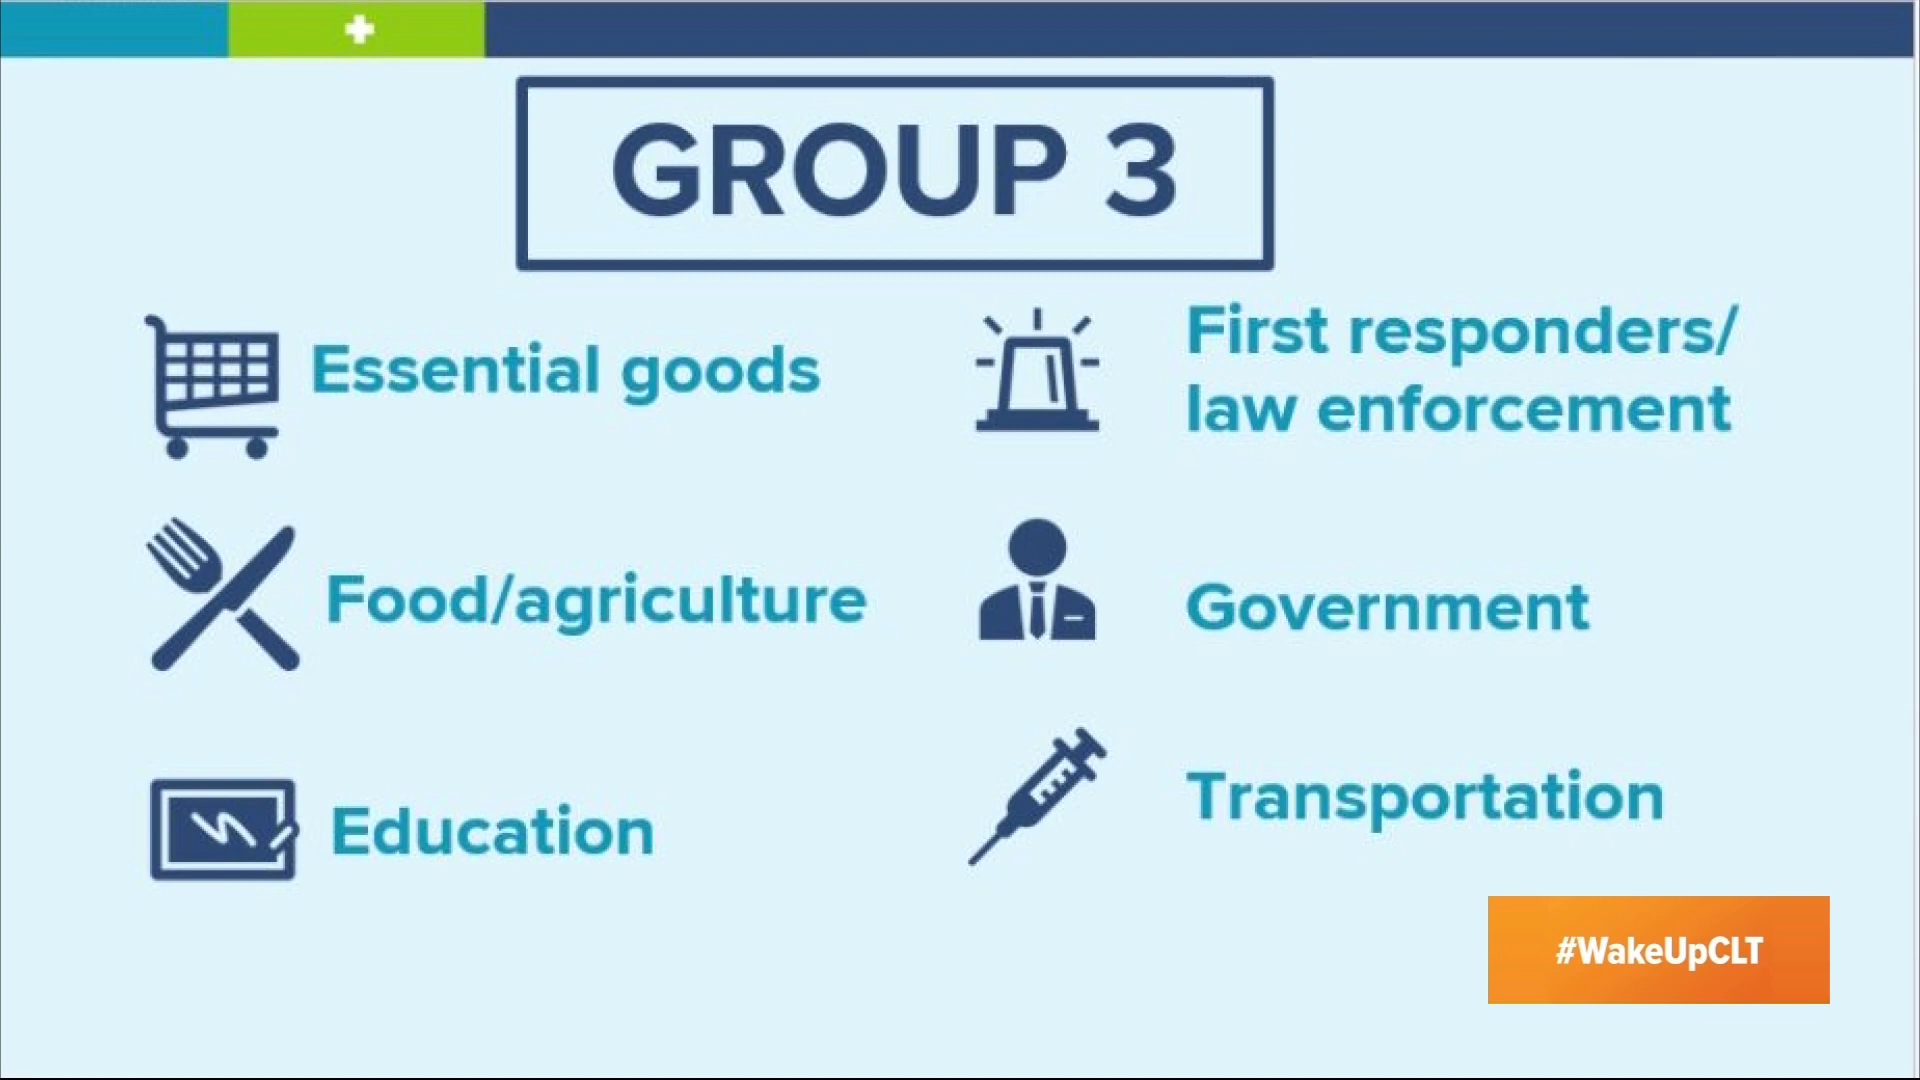 GROUP 3
Essential goods
First responders/
law enforcement
Food/agriculture
Government
Education
Transportation
#WakeUpCLT